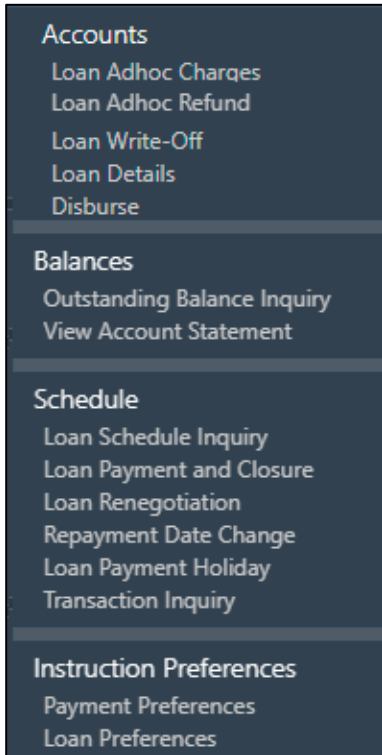 Accounts
Loan Adhoc Charges
Loan Adhoc Refund
Loan Write-Off
Loan Details
Disburse
Balances
Outstanding Balance Inquiry
View Account Statement
Schedule
Loan Schedule Inquiry
Loan Payment and Closure
Loan Renegotiation
Repayment Date Change
Loan Payment Holiday
Transaction Inquiry
Instruction Preferences
Payment Preferences
Loan Preferences